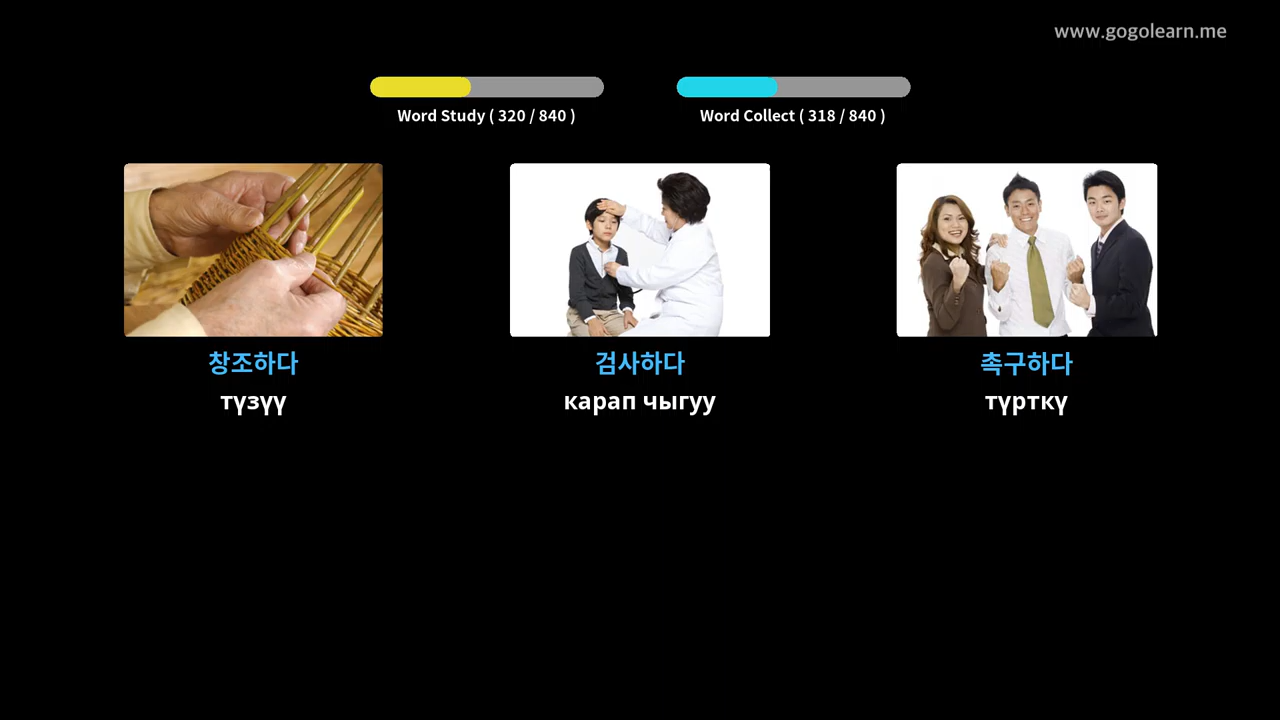 www.gogolearn.me
Word Study ( 320 / 840 )
Word Collect ( 318 / 840 )
창조하다
түзүү
검사하다
карап чыгуу
촉구하다
түрткү